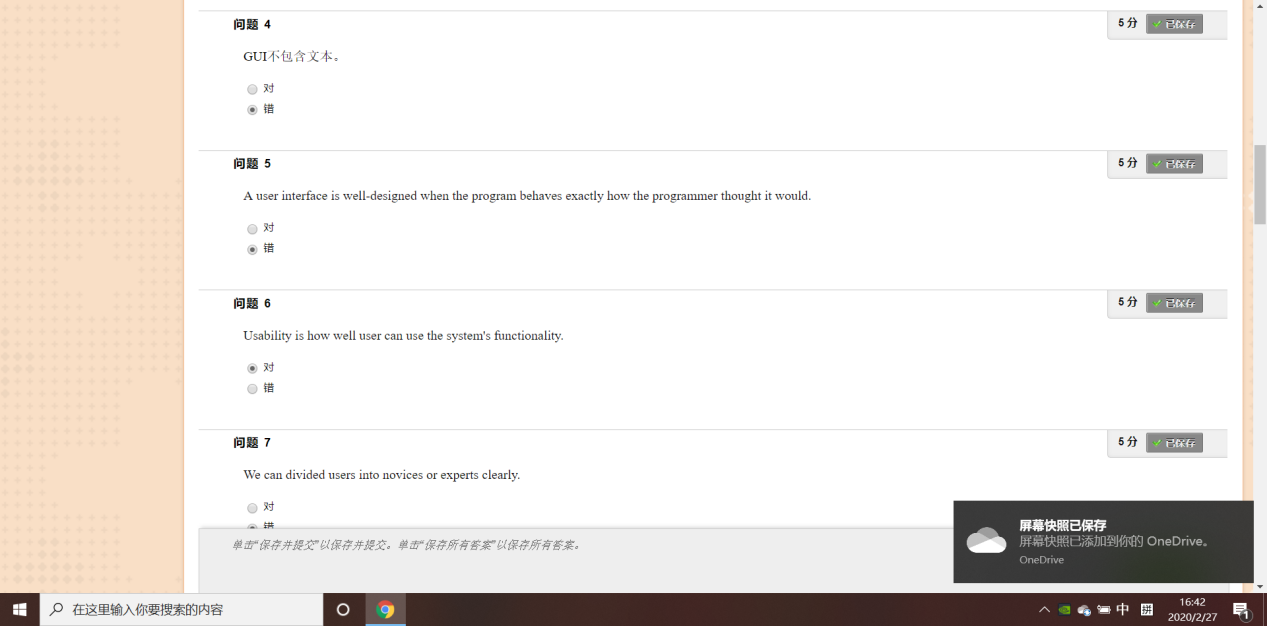 问题 4
5 分
已保存
GUI不包含文本。
对
错
问题 5
5 分
已保存
A user interface is well-designed when the program behaves exactly how the programmer thought it would.
对
错
问题 6
5 分
已保存
Usability is how well user can use the system's functionality.
对
错
问题 7
5 分
已保存
We can divided users into novices or experts clearly.
对
错
单击“保存并提交”以保存并提交。单击“保存所有答案”以保存所有答案。
屏幕快照已保存
屏幕快照已添加到你的 OneDrive。
OneDrive
在这里输入你要搜索的内容
中
拼
16:42
2020/2/27
1